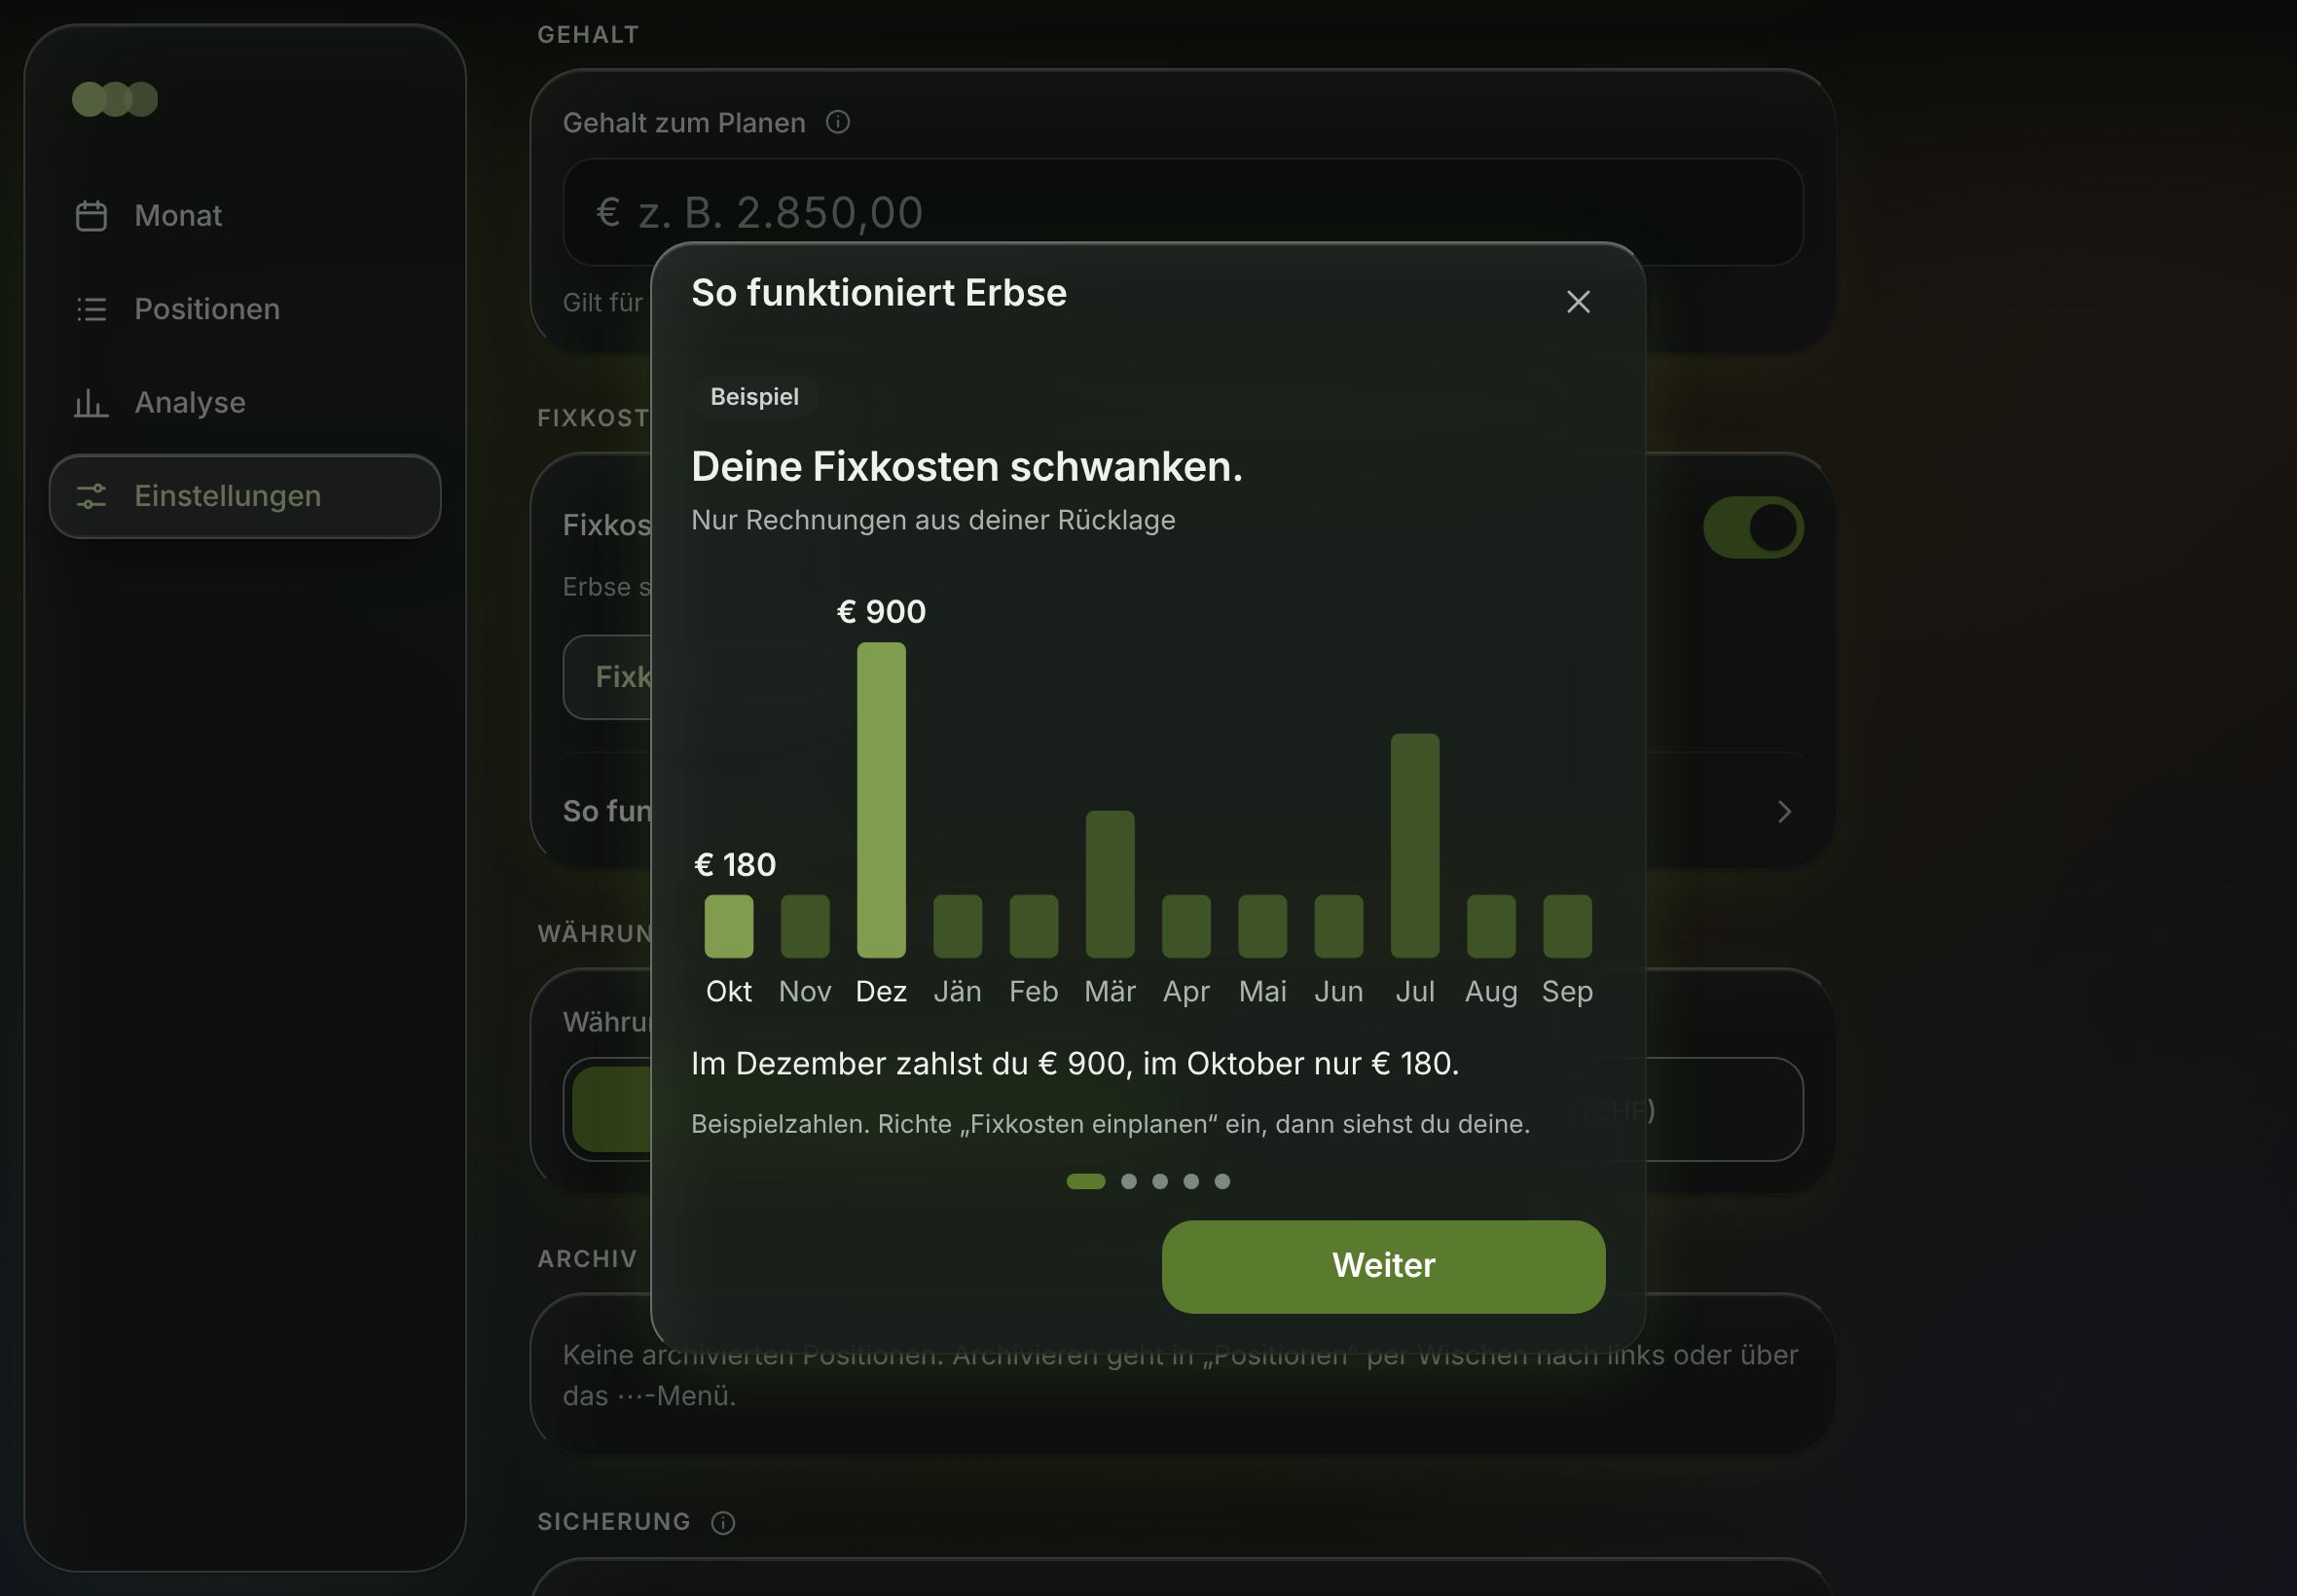 Monat
Positionen
Analyse
Einstellungen
GEHALT
Gehalt zum Planen
€ z. B. 2.850,00
Gilt für
FIXKOST
Fixkos
Erbse s
Fixk
So fun
WÄHRUN
Währu
CHF)
ARCHIV
Keine archivierten Positionen. Archivieren geht in „Positionen“ per Wischen nach links oder über
das ···-Menü.
SICHERUNG
So funktioniert Erbse
Beispiel
Deine Fixkosten schwanken.
Nur Rechnungen aus deiner Rücklage
€ 900
€ 180
Okt Nov Dez Jän Feb Mär Apr Mai Jun Jul Aug Sep
Im Dezember zahlst du € 900, im Oktober nur € 180.
Beispielzahlen. Richte „Fixkosten einplanen“ ein, dann siehst du deine.
Weiter